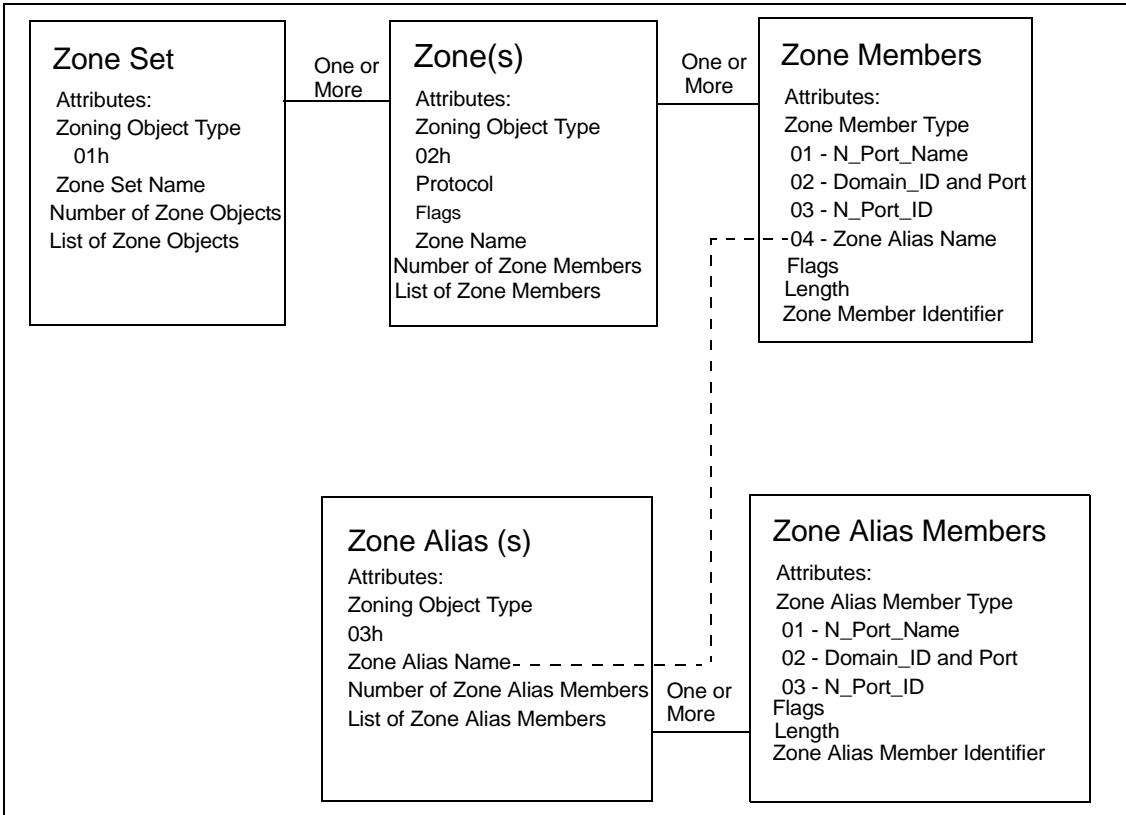 Zone Set
Attributes:
Zoning Object Type
01h
Zone Set Name
Number of Zone Objects
List of Zone Objects
One or
More
Zone(s)
Attributes:
Zoning Object Type
02h
Protocol
Flags
Zone Name
Number of Zone Members
List of Zone Members
One or
More
Zone Members
Attributes:
Zone Member Type
01 - N_Port_Name
02 - Domain_ID and Port
03 - N_Port_ID
04 - Zone Alias Name
Flags
Length
Zone Member Identifier
Zone Alias (s)
Attributes:
Zoning Object Type
03h
Zone Alias Name
Number of Zone Alias Members
List of Zone Alias Members
One or
More
Zone Alias Members
Attributes:
Zone Alias Member Type
01 - N_Port_Name
02 - Domain_ID and Port
03 - N_Port_ID
Flags
Length
Zone Alias Member Identifier